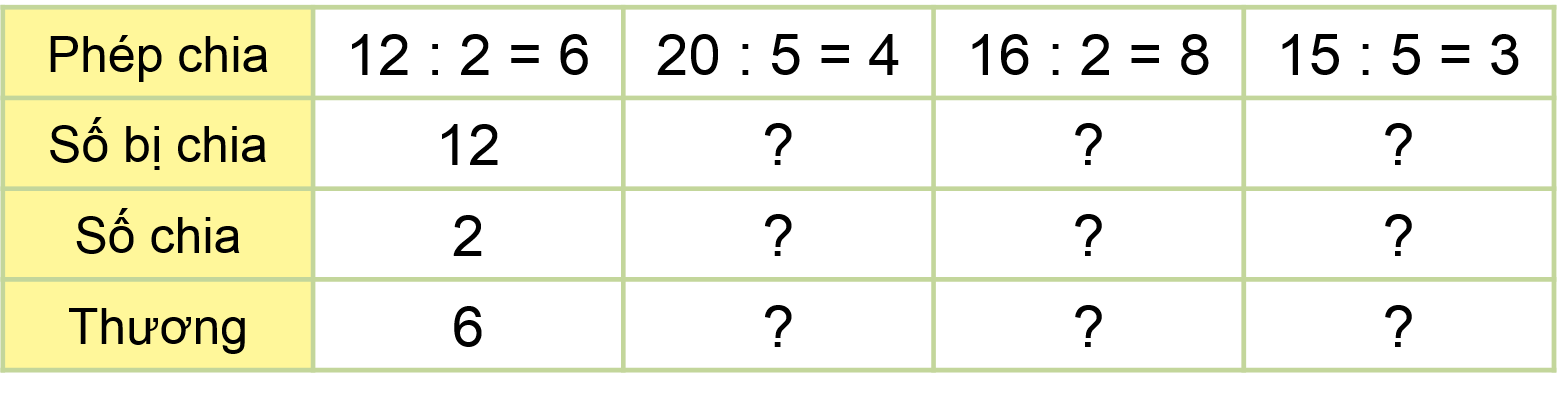 Phép chia 12 : 2 = 6 20 : 5 = 4 16 : 2 = 8 15 : 5 = 3
Số bị chia 12 ? ? ?
Số chia 2 ? ? ?
Thương 6 ? ? ?